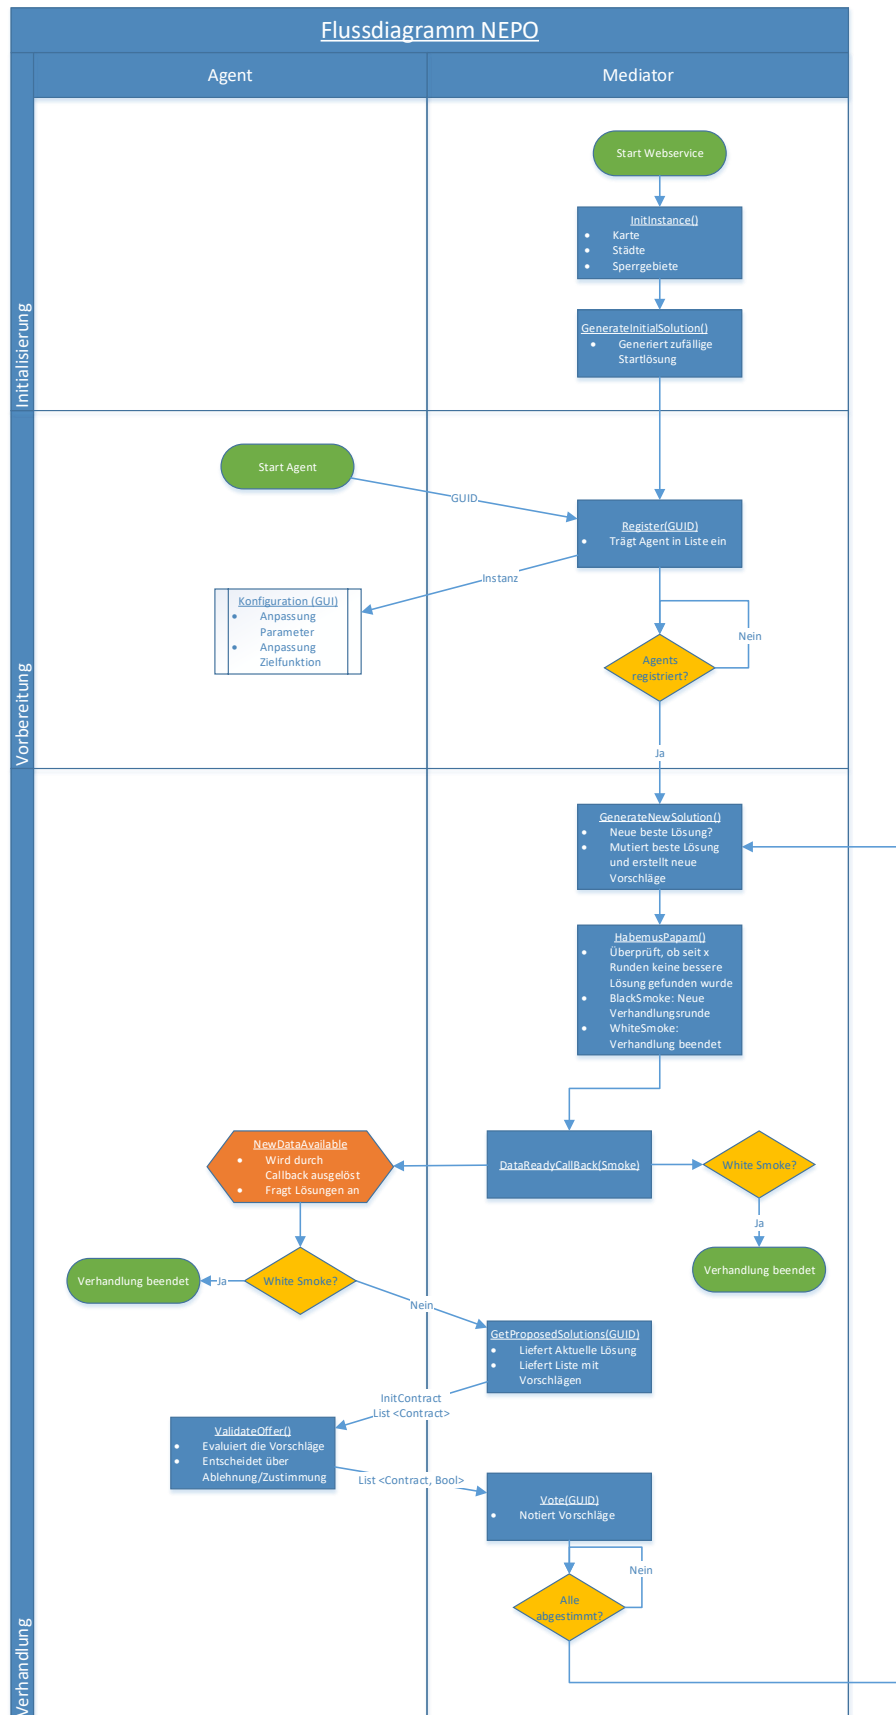 Flussdiagramm NEPO
Agent
Mediator
Initialisierung
Start Webservice
InitInstance()
• Karte
• Städte
• Sperrgebiete
GenerateInitialSolution()
• Generiert zufällige
Startlösung
Vorbereitung
Start Agent
GUID
Register(GUID)
• Trägt Agent in Liste ein
Instanz
Konfiguration (GUI)
• Anpassung
Parameter
• Anpassung
Zielfunktion
Nein
Agents
registriert?
Ja
Verhandlung
GenerateNewSolution()
• Neue beste Lösung?
• Mutiert beste Lösung
und erstellt neue
Vorschläge
HabemusPapam()
• Überprüft, ob seit x
Runden keine bessere
Lösung gefunden wurde
• BlackSmoke: Neue
Verhandlungsrunde
• WhiteSmoke:
Verhandlung beendet
NewDataAvailable
• Wird durch
Callback ausgelöst
• Fragt Lösungen an
DataReadyCallBack(Smoke)
White Smoke?
Ja
Verhandlung beendet
White Smoke?
Ja
Verhandlung beendet
Nein
GetProposedSolutions(GUID)
• Liefert Aktuelle Lösung
• Liefert Liste mit
Vorschlägen
InitContract
List <Contract>
ValidateOffer()
• Evaluiert die Vorschläge
• Entscheidet über
Ablehnung/Zustimmung
List <Contract, Bool>
Vote(GUID)
• Notiert Vorschläge
Nein
Alle
abgestimmt?